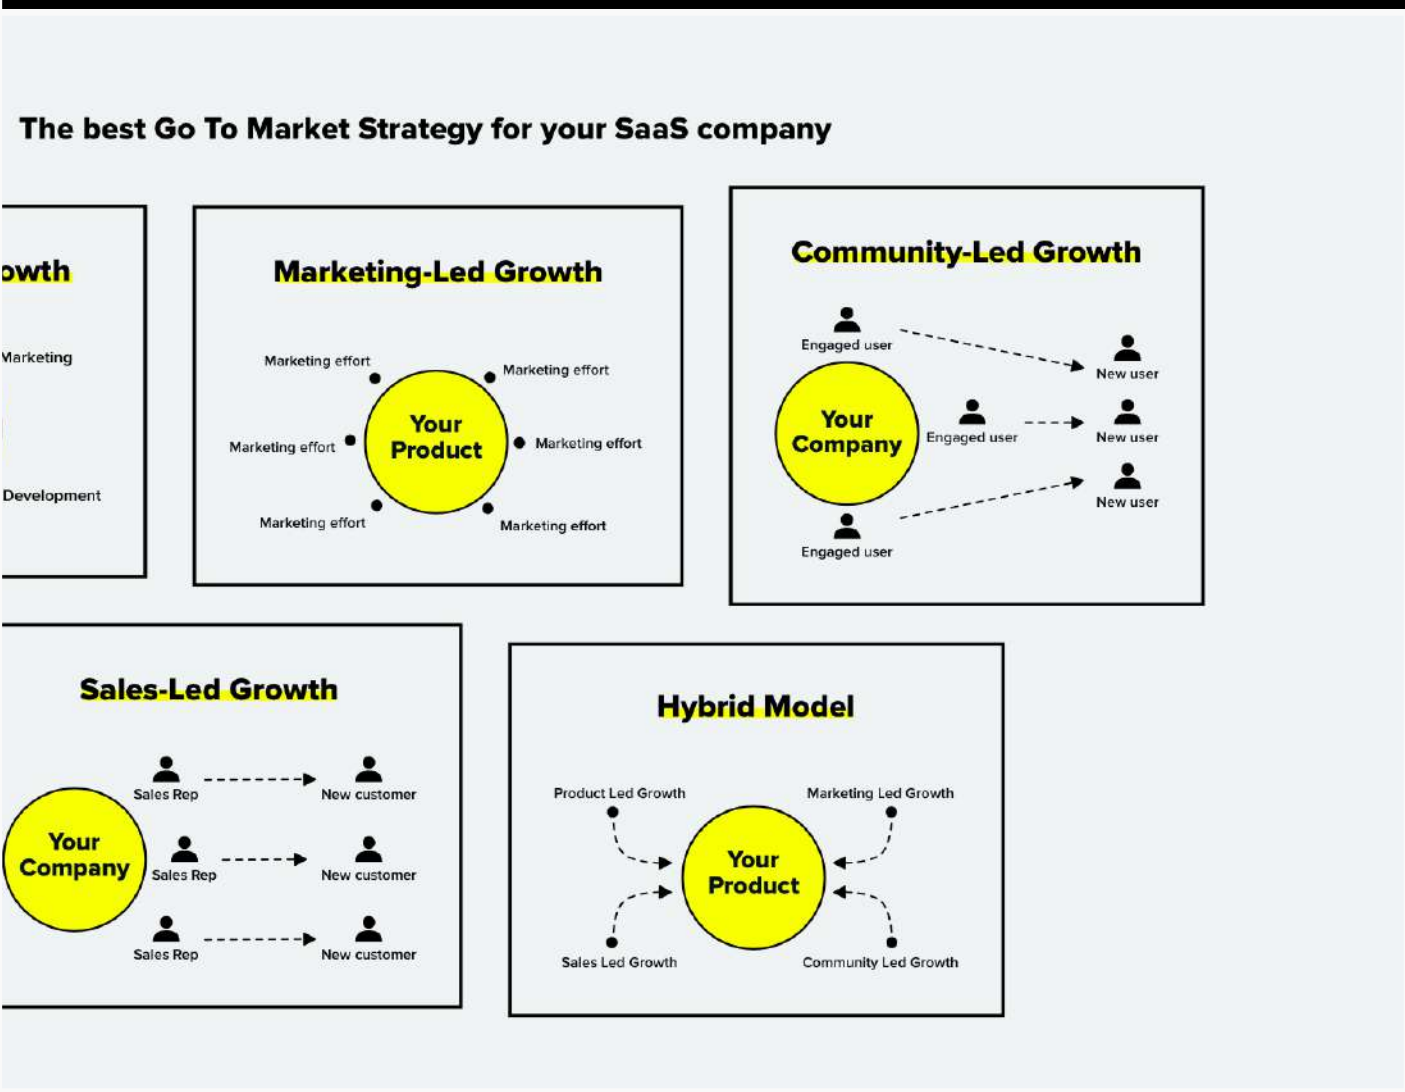 The best Go To Market Strategy for your SaaS company
owth
Marketing
Development
Marketing-Led Growth
Marketing effort
Marketing effort
Marketing effort
Your
Product
Marketing effort
Marketing effort
Marketing effort
Community-Led Growth
Engaged user
New user
Your
Company
Engaged user
New user
New user
Engaged user
Sales-Led Growth
Sales Rep
New customer
Your
Company
Sales Rep
New customer
Sales Rep
New customer
Hybrid Model
Product Led Growth
Marketing Led Growth
Your
Product
Sales Led Growth
Community Led Growth